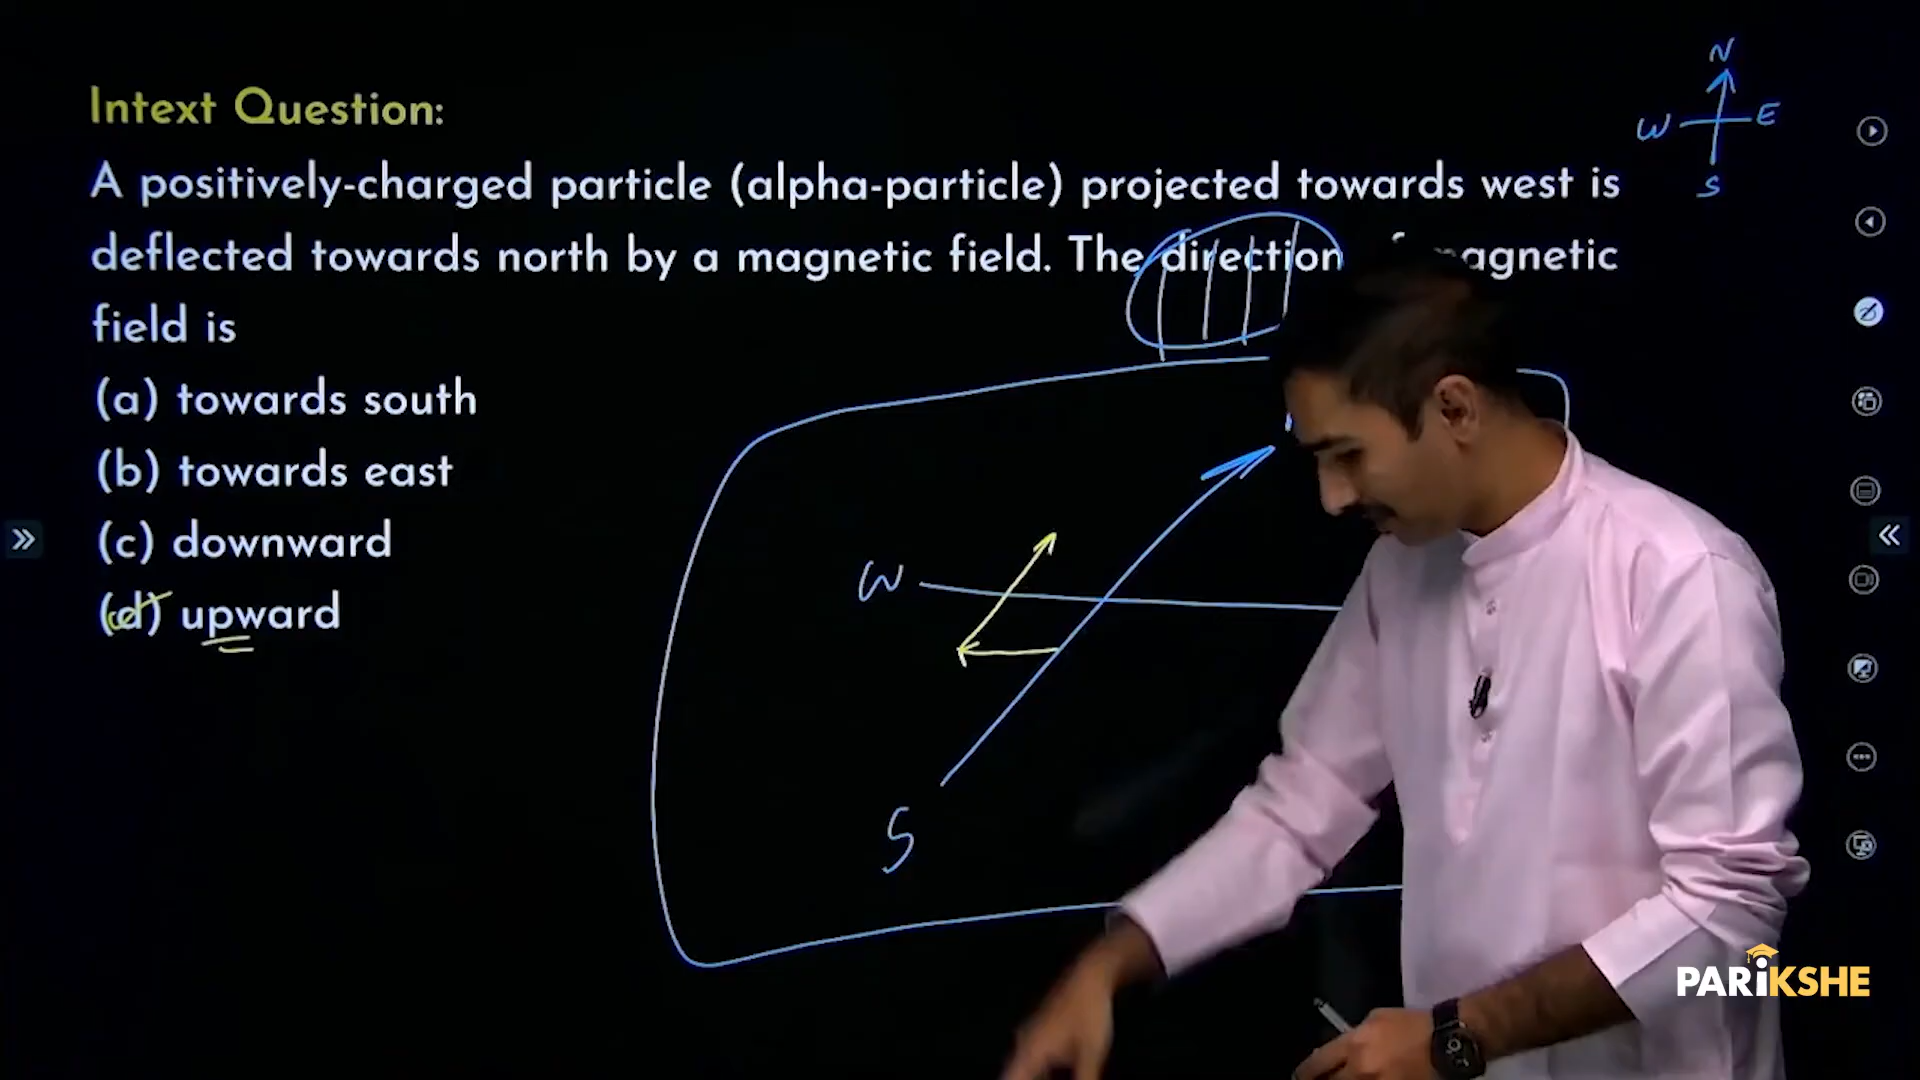 Intext Question:
A positively-charged particle (alpha-particle) projected towards west is
deflected towards north by a magnetic field. The direction magnetic
field is
(a) towards south
(b) towards east
(c) downward
(d) upward
N
W E
S
W
S
PARiKSHE